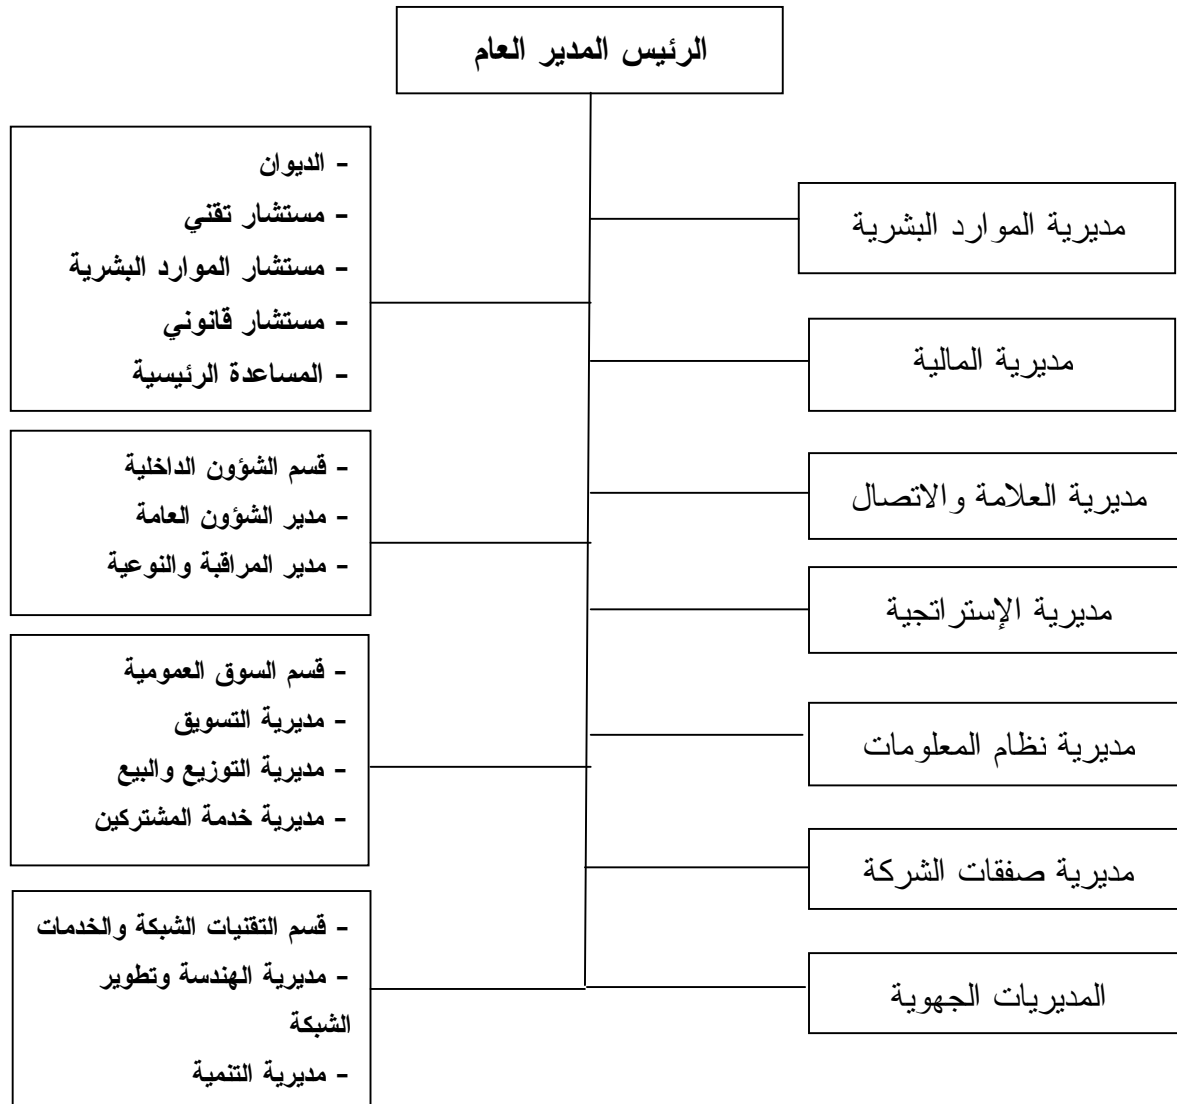 الرئيس المدير العام
مديرية الموارد البشرية
مديرية المالية
مديرية العلامة والاتصال
مديرية الإستراتجية
مديرية نظام المعلومات
مديرية صفقات الشركة
المديريات الجهوية
- الديوان
- مستشار تقني
- مستشار الموارد البشرية
- مستشار قانوني
- المساعدة الرئيسية
- قسم الشؤون الداخلية
- مدير الشؤون العامة
- مدير المراقبة والنوعية
- قسم السوق العمومية
- مديرية التسويق
- مديرية التوزيع والبيع
- مديرية خدمة المشتركين
- قسم التقنيات الشبكة والخدمات
- مديرية الهندسة وتطوير
الشبكة
- مديرية التنمية